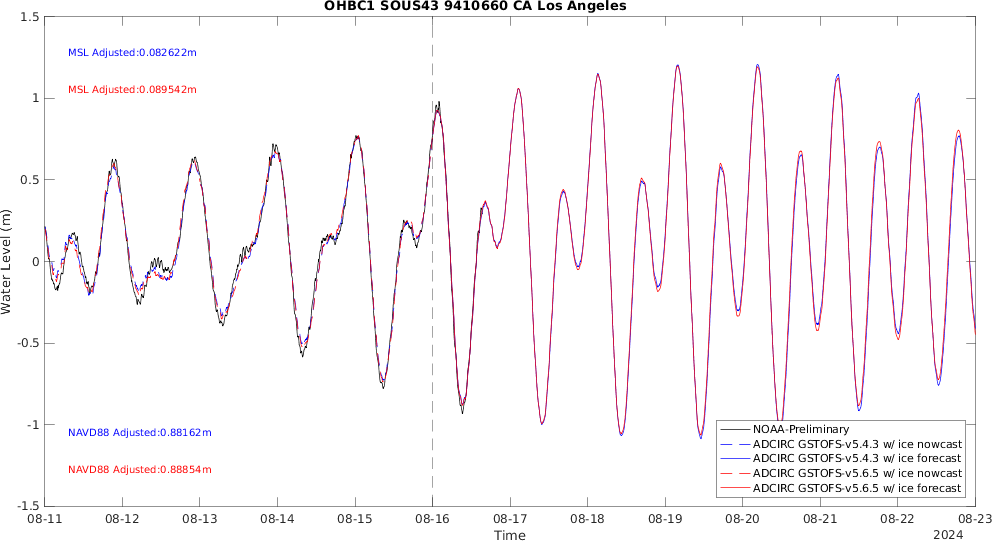 OHBC1 SOUS43 9410660 CA Los Angeles
1.5
1
0.5
0
-0.5
-1
-1.5
Water Level (m)
MSL Adjusted:0.082622m
MSL Adjusted:0.089542m
NAVD88 Adjusted:0.88162m
NAVD88 Adjusted:0.88854m
NOAA-Preliminary
ADCIRC GSTOFS-v5.4.3 w/ ice nowcast
ADCIRC GSTOFS-v5.4.3 w/ ice forecast
ADCIRC GSTOFS-v5.6.5 w/ ice nowcast
ADCIRC GSTOFS-v5.6.5 w/ ice forecast
08-11 08-12 08-13 08-14 08-15 08-16 08-17 08-18 08-19 08-20 08-21 08-22 08-23
Time
2024